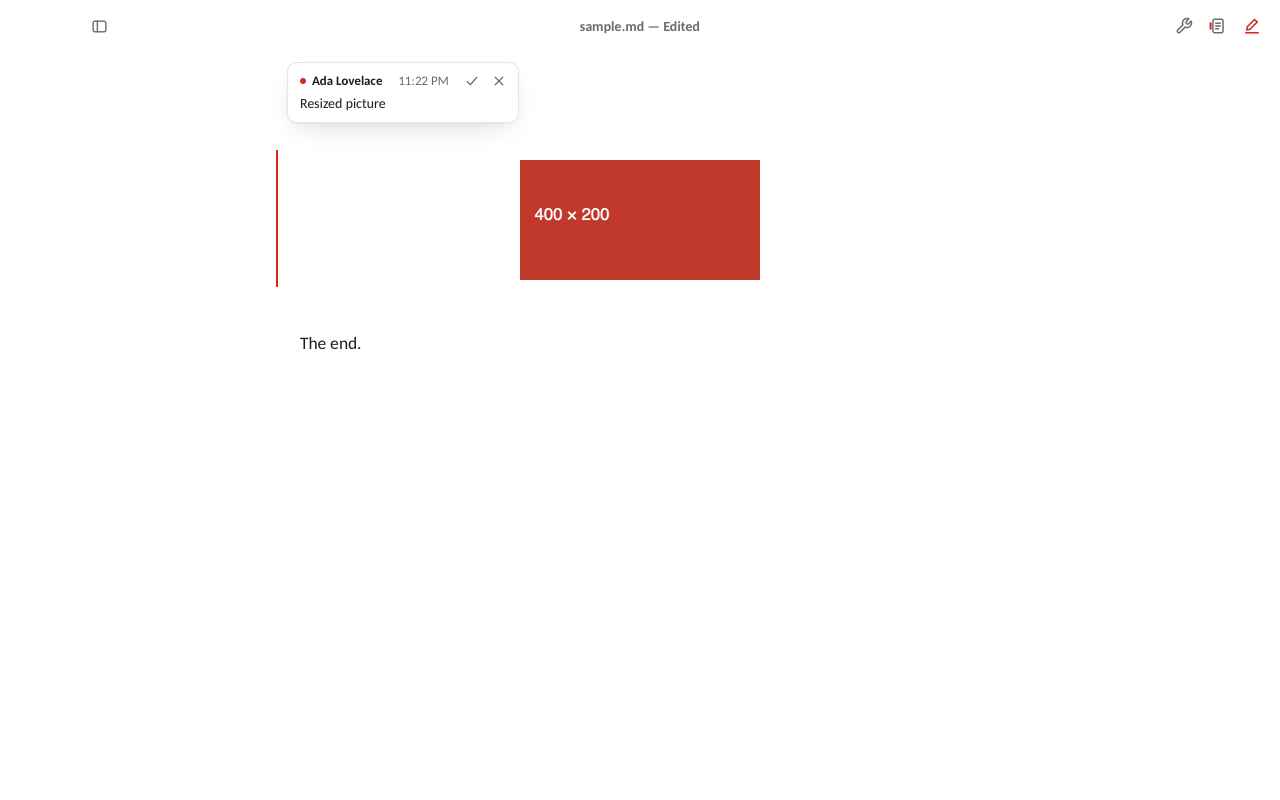 sample.md — Edited
Ada Lovelace 11:22 PM
Resized picture
400 × 200
The end.